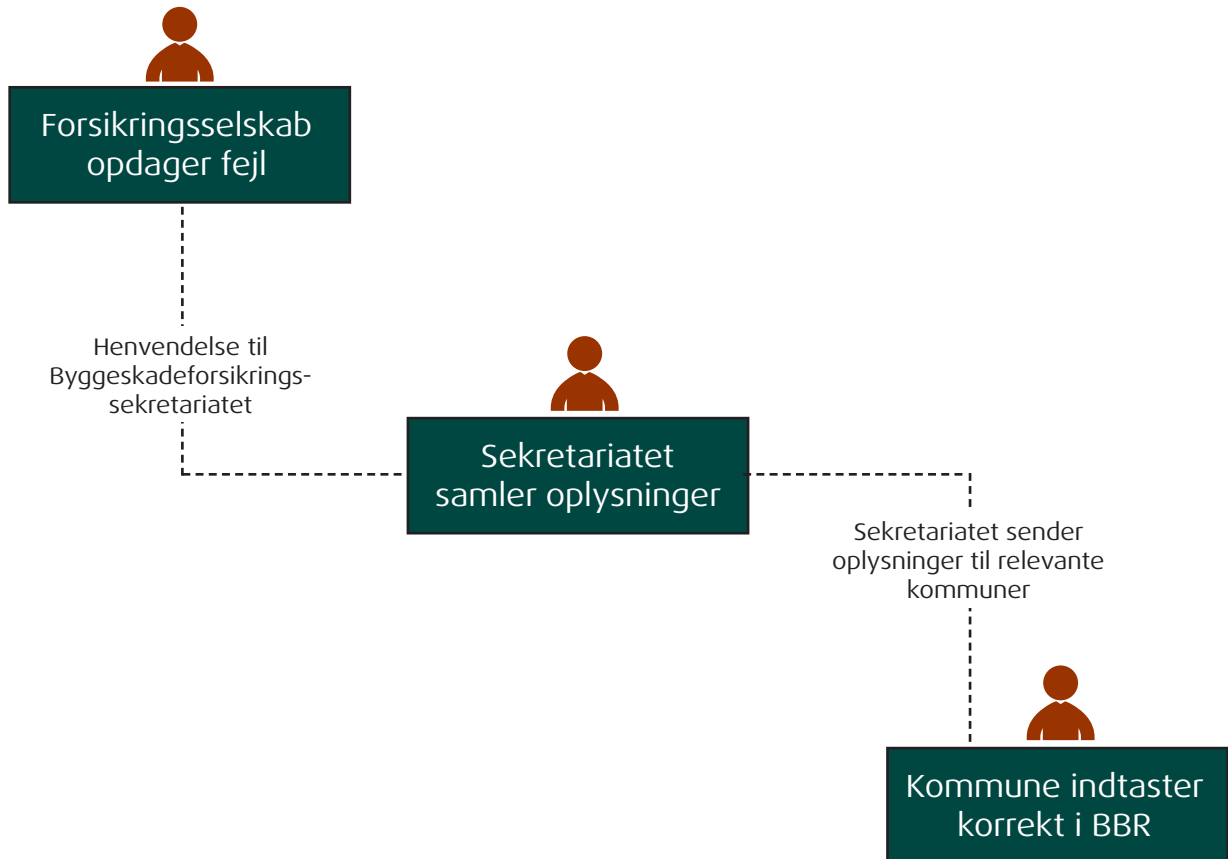 Forsikringsselskab
opdager fejl
Henvendelse til
Byggeskadeforsikrings-
sekretariatet
Sekretariatet
samler oplysninger
Sekretariatet sender
oplysninger til relevante
kommuner
Kommune indtaster
korrekt i BBR